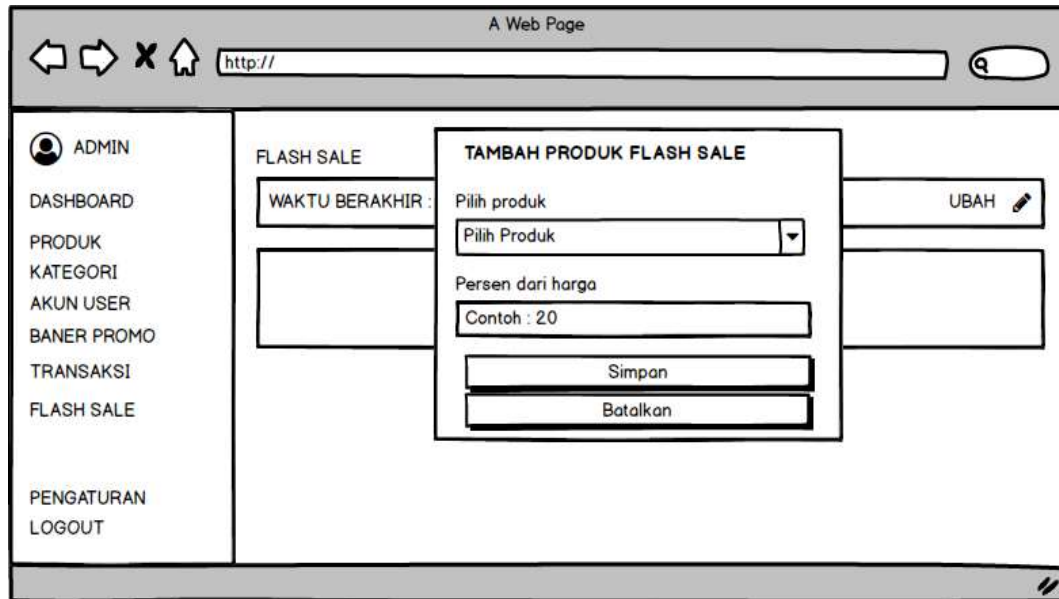 A Web Page
http://
ADMIN
DASHBOARD
PRODUK
KATEGORI
AKUN USER
BANER PROMO
TRANSAKSI
FLASH SALE
PENGATURAN
LOGOUT
FLASH SALE
WAKTU BERAKHIR :
UBAH
TAMBAH PRODUK FLASH SALE
Pilih produk
Pilih Produk
Persen dari harga
Contoh : 20
Simpan
Batalkan